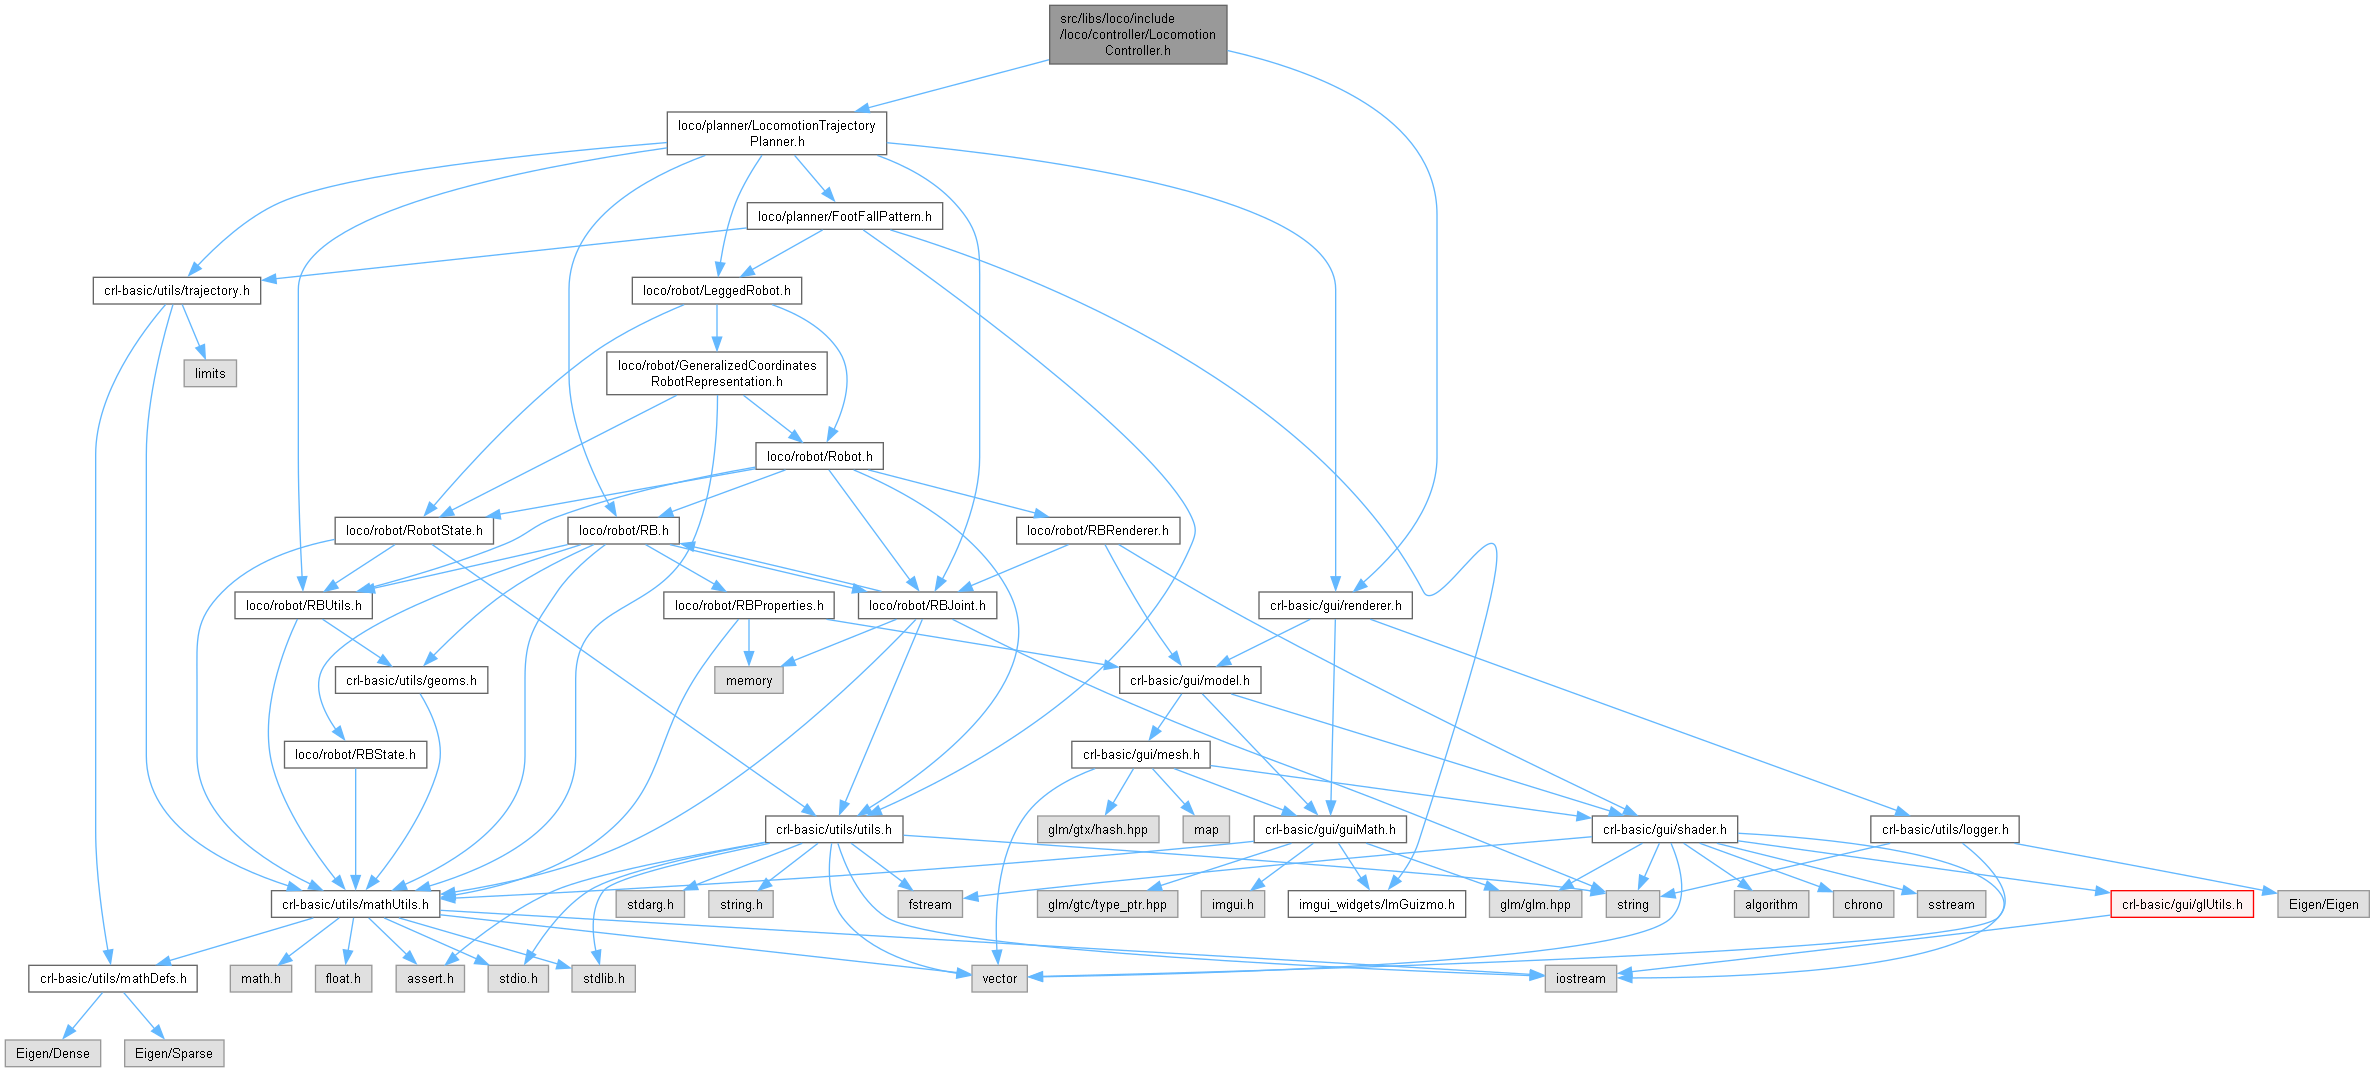 src/libs/loco/include
/loco/controller/Locomotion
Controller.h
loco/planner/LocomotionTrajectory
Planner.h
loco/planner/FootFallPattern.h
crl-basic/utils/trajectory.h
loco/robot/LeggedRobot.h
limits
loco/robot/GeneralizedCoordinates
RobotRepresentation.h
loco/robot/Robot.h
loco/robot/RobotState.h
loco/robot/RB.h
loco/robot/RBRenderer.h
loco/robot/RBUtils.h
loco/robot/RBProperties.h
loco/robot/RBJoint.h
crl-basic/gui/renderer.h
crl-basic/utils/geoms.h
memory
crl-basic/gui/model.h
loco/robot/RBState.h
crl-basic/gui/mesh.h
crl-basic/utils/utils.h
glm/gtx/hash.hpp
map
crl-basic/gui/guiMath.h
crl-basic/gui/shader.h
crl-basic/utils/logger.h
crl-basic/utils/mathUtils.h
stdarg.h
string.h
fstream
glm/gtc/type_ptr.hpp
imgui.h
imgui_widgets/ImGuizmo.h
glm/glm.hpp
string
algorithm
chrono
sstream
crl-basic/gui/glUtils.h
Eigen/Eigen
crl-basic/utils/mathDefs.h
math.h
float.h
assert.h
stdio.h
stdlib.h
vector
iostream
Eigen/Dense
Eigen/Sparse